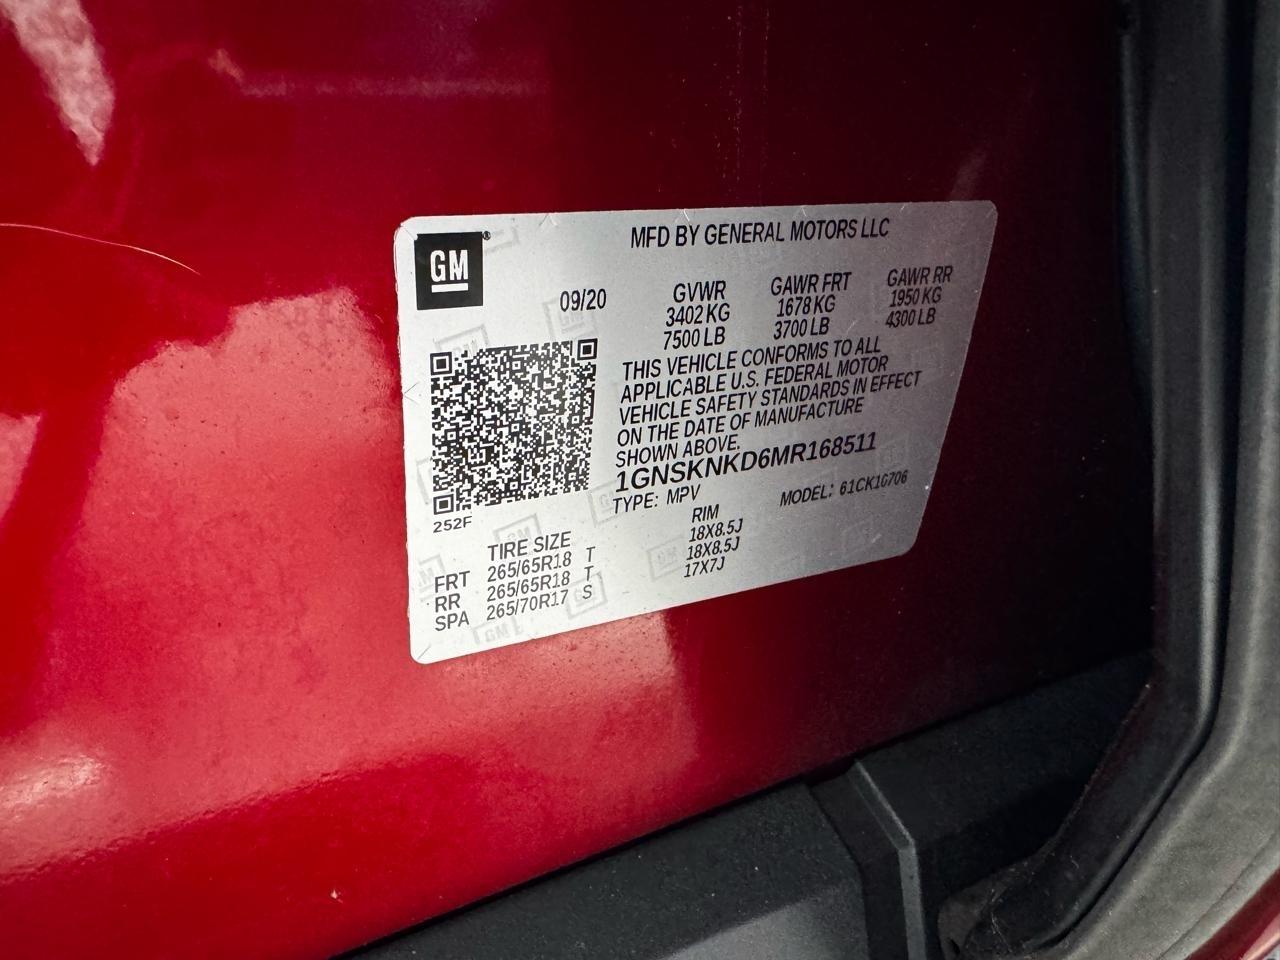 GM®
MFD BY GENERAL MOTORS LLC
09/20
GVWR GAWR FRT GAWR RR
3402 KG 1678 KG 1950 KG
7500 LB 3700 LB 4300 LB
THIS VEHICLE CONFORMS TO ALL
APPLICABLE U.S. FEDERAL MOTOR
VEHICLE SAFETY STANDARDS IN EFFECT
ON THE DATE OF MANUFACTURE
SHOWN ABOVE.
1GNSKNKD6MR168511
TYPE: MPV MODEL: 61CK10706
252F
TIRE SIZE RIM
FRT 265/65R18 T 18X8.5J
RR 265/65R18 T 18X8.5J
SPA 265/70R17 S 17X7J